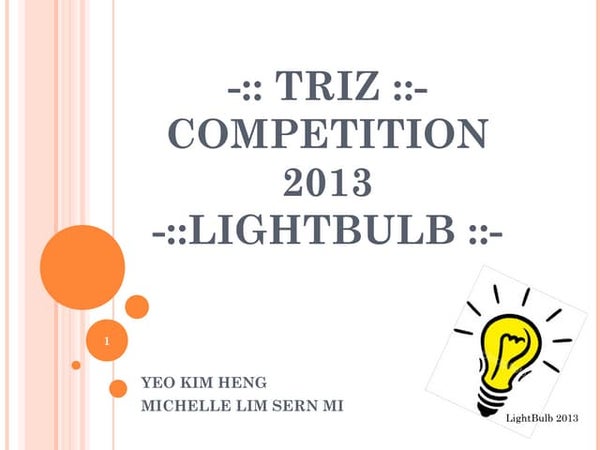 -:: TRIZ ::-
COMPETITION
2013
-::LIGHTBULB ::-
1
YEO KIM HENG
MICHELLE LIM SERN MI
LightBulb 2013